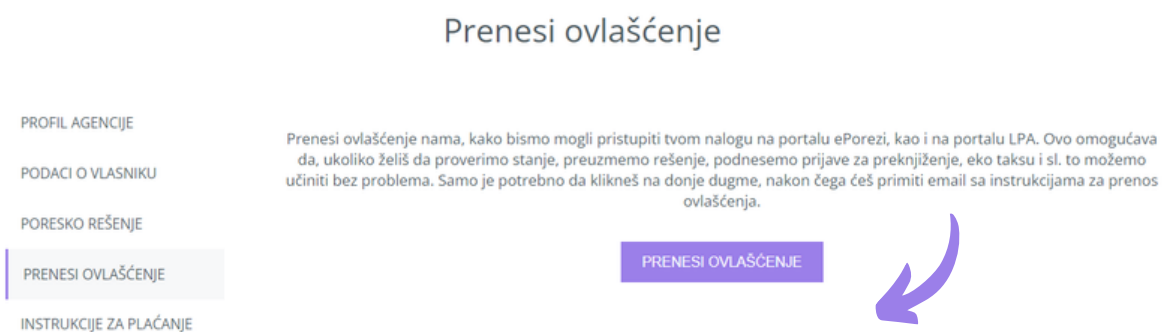 Prenesi ovlašćenje
PROFIL AGENCIJE
PODACI O VLASNIKU
PORESKO REŠENJE
PRENESI OVLAŠĆENJE
INSTRUKCIJE ZA PLAĆANJE
Prenesi ovlašćenje nama, kako bismo mogli pristupiti tvom nalogu na portalu ePorezi, kao i na portalu LPA. Ovo omogućava
da, ukoliko želiš da proverimo stanje, preuzmemo rešenje, podnesemo prijave za preknjiženje, eko taksu i sl. to možemo
učiniti bez problema. Samo je potrebno da klikneš na donje dugme, nakon čega ćeš primiti email sa instrukcijama za prenos
ovlašćenja.
PRENESI OVLAŠĆENJE